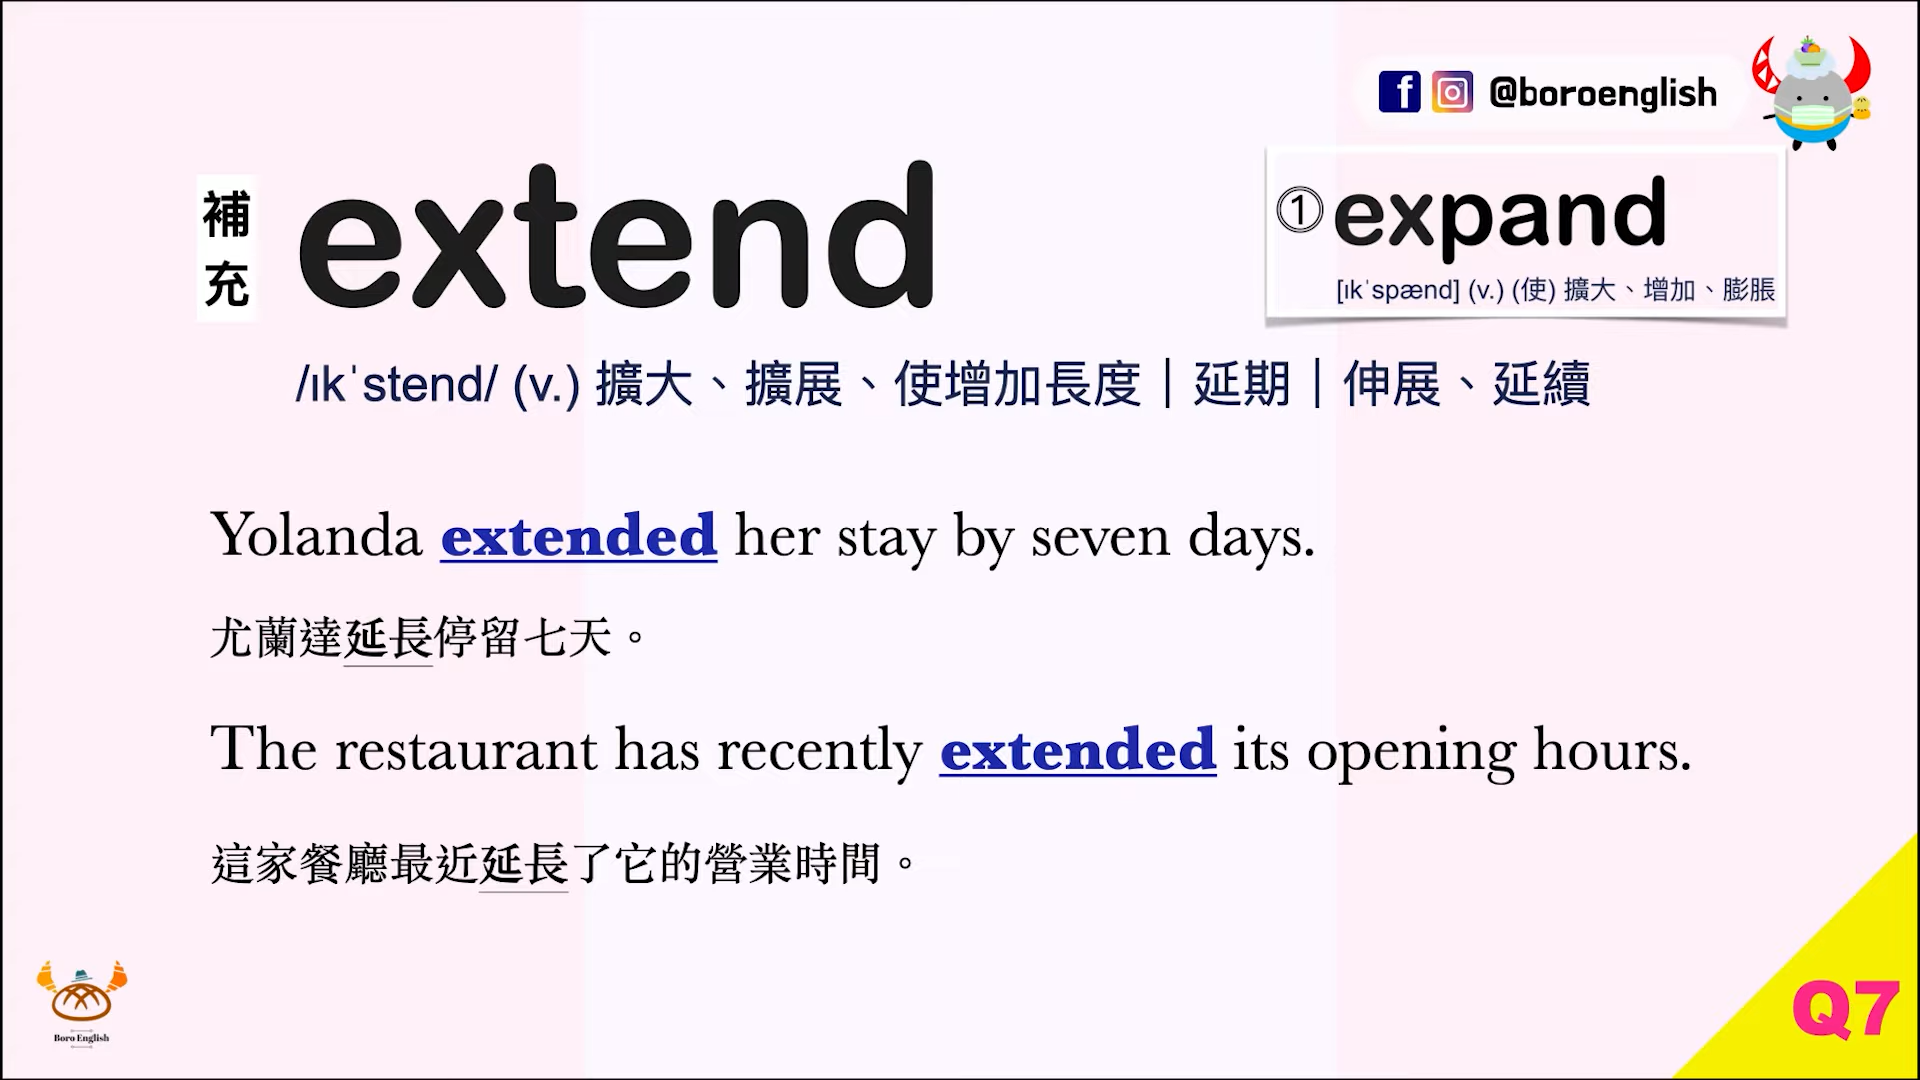 @boroenglish
補充
extend
①expand
[ɪkˈspænd] (v.) (使) 擴大、增加、膨脹
/ɪkˈstend/ (v.) 擴大、擴展、使增加長度｜延期｜伸展、延續
Yolanda extended her stay by seven days.
尤蘭達延長停留七天。
The restaurant has recently extended its opening hours.
這家餐廳最近延長了它的營業時間。
Boro English
Q7